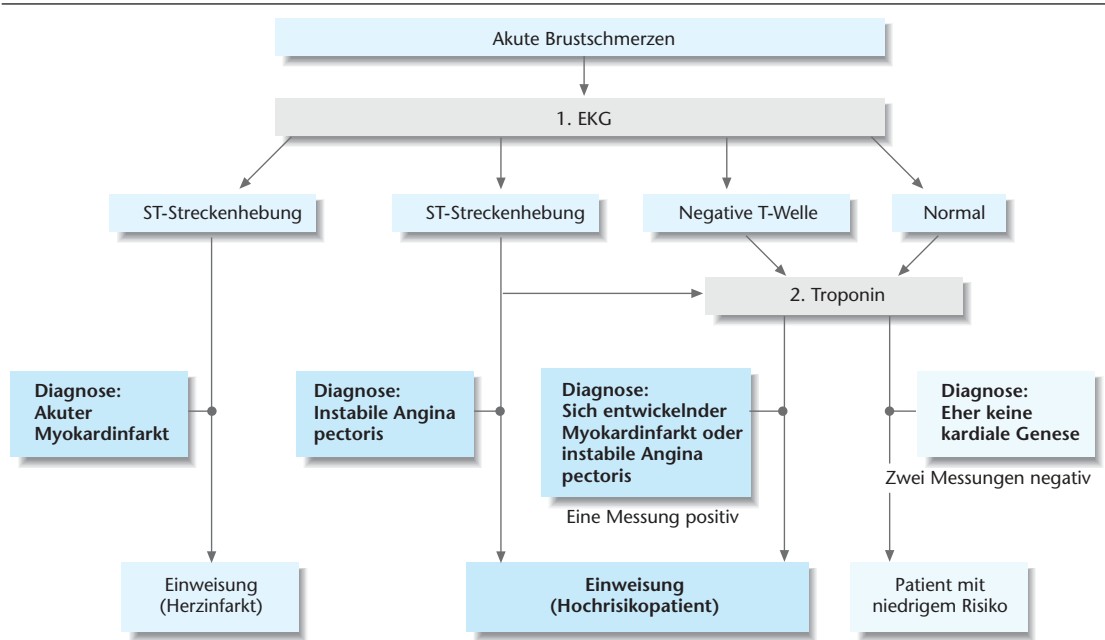 Akute Brustschmerzen
1. EKG
ST-Streckenhebung
ST-Streckenhebung
Negative T-Welle
Normal
2. Troponin
Diagnose:
Akuter
Myokardinfarkt
Diagnose:
Instabile Angina
pectoris
Diagnose:
Sich entwickelnder
Myokardinfarkt oder
instabile Angina
pectoris
Eine Messung positiv
Diagnose:
Eher keine
kardiale Genese
Zwei Messungen negativ
Einweisung
(Herzinfarkt)
Einweisung
(Hochrisikopatient)
Patient mit
niedrigem Risiko